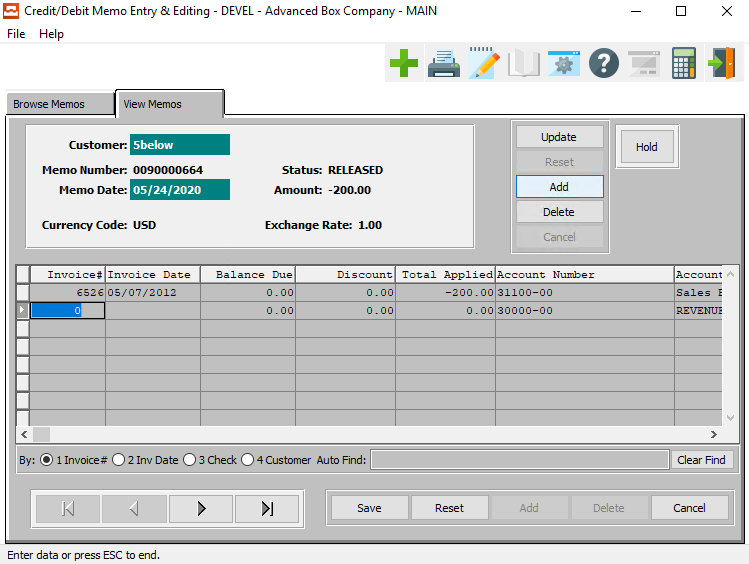 Credit/Debit Memo Entry & Editing - DEVEL - Advanced Box Company - MAIN
File Help
Browse Memos View Memos
Customer: 5below
Memo Number: 0090000664 Status: RELEASED
Memo Date: 05/24/2020 Amount: -200.00
Currency Code: USD Exchange Rate: 1.00
Update
Reset
Add
Delete
Cancel
Hold
Invoice# Invoice Date Balance Due Discount Total Applied Account Number Account
6526 05/07/2012 0.00 0.00 -200.00 31100-00 Sales
0 0.00 0.00 0.00 30000-00 REVENUE
By: 1 Invoice# 2 Inv Date 3 Check 4 Customer Auto Find: Clear Find
Save Reset Add Delete Cancel
Enter data or press ESC to end.